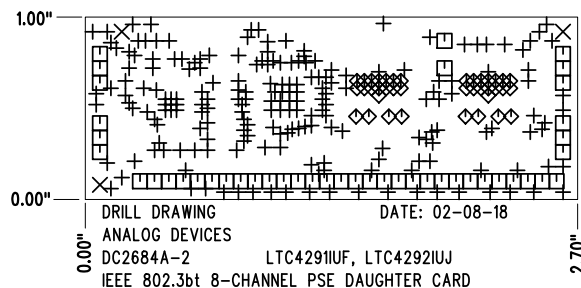 1.00"
0.00"
DRILL DRAWING DATE: 02-08-18
ANALOG DEVICES
DC2684A-2 LTC4291IUF, LTC4292IUJ
IEEE 802.3bt 8-CHANNEL PSE DAUGHTER CARD
0.00"
2.70"